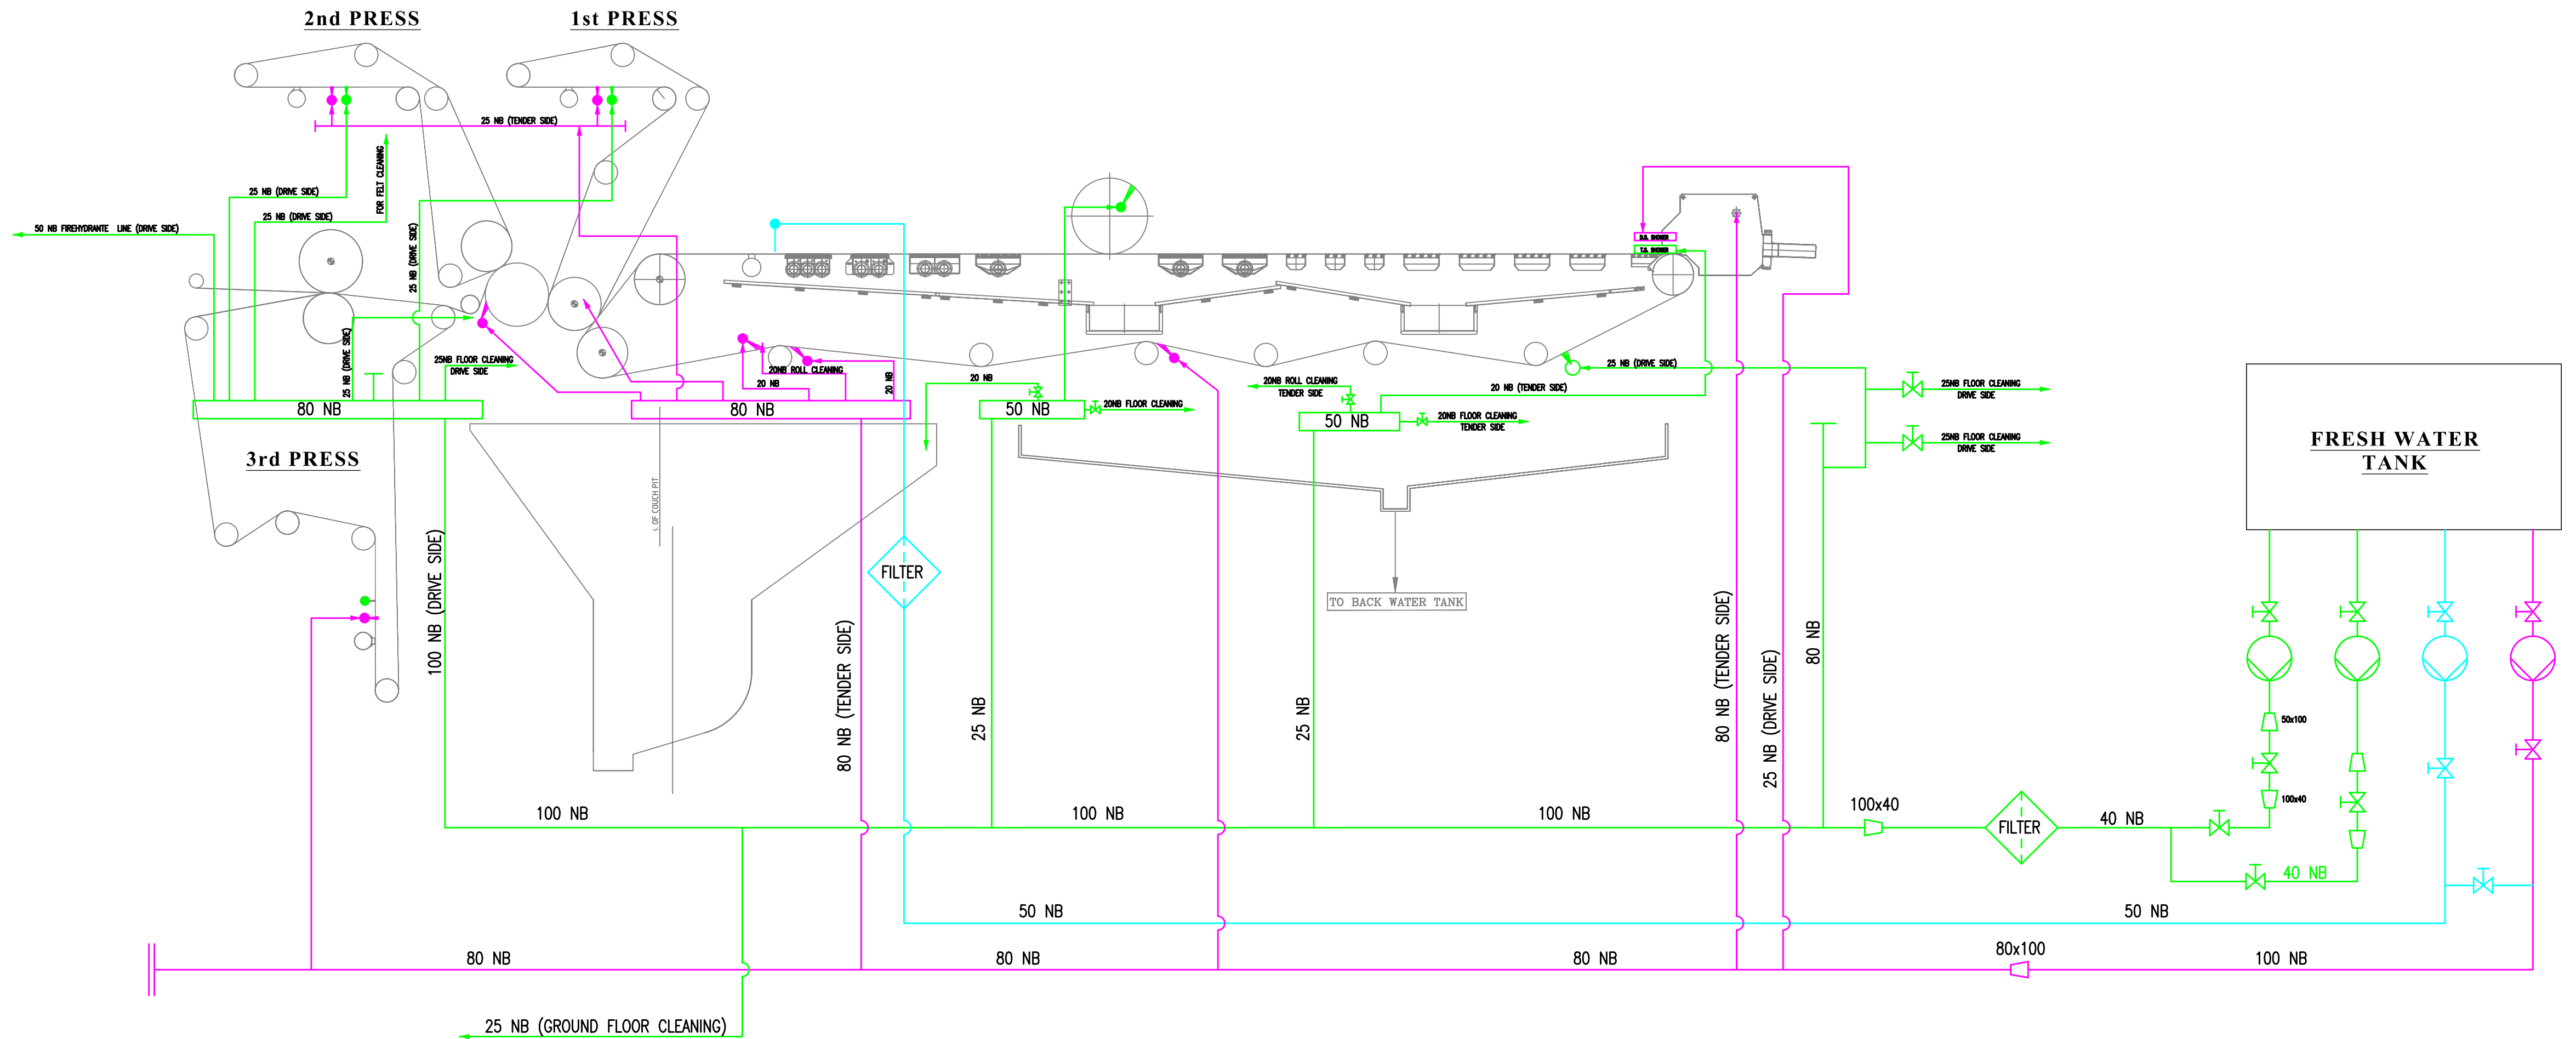 2nd PRESS
1st PRESS
25 NB (TENDER SIDE)
FOR FELT CLEANING
25 NB (DRIVE SIDE)
25 NB (DRIVE SIDE)
50 NB FIREHYDRANTE LINE (DRIVE SIDE)
25 NB (DRIVE SIDE)
D.S. SHOWER
T.S. SHOWER
25 NB (DRIVE SIDE)
25NB FLOOR CLEANING
DRIVE SIDE
20NB ROLL CLEANING
20 NB
20 NB
20 NB
20NB ROLL CLEANING
TENDER SIDE
20 NB (TENDER SIDE)
25 NB (DRIVE SIDE)
25NB FLOOR CLEANING
DRIVE SIDE
80 NB
80 NB
50 NB
20NB FLOOR CLEANING
50 NB
20NB FLOOR CLEANING
TENDER SIDE
25NB FLOOR CLEANING
DRIVE SIDE
FRESH WATER
TANK
3rd PRESS
OF COUCH PIT
100 NB (DRIVE SIDE)
FILTER
TO BACK WATER TANK
80 NB (TENDER SIDE)
25 NB
25 NB
80 NB (TENDER SIDE)
25 NB (DRIVE SIDE)
80 NB
50x100
100x40
100 NB
100 NB
100 NB
100x40
FILTER
40 NB
40 NB
50 NB
50 NB
80 NB
80 NB
80 NB
80x100
100 NB
25 NB (GROUND FLOOR CLEANING)